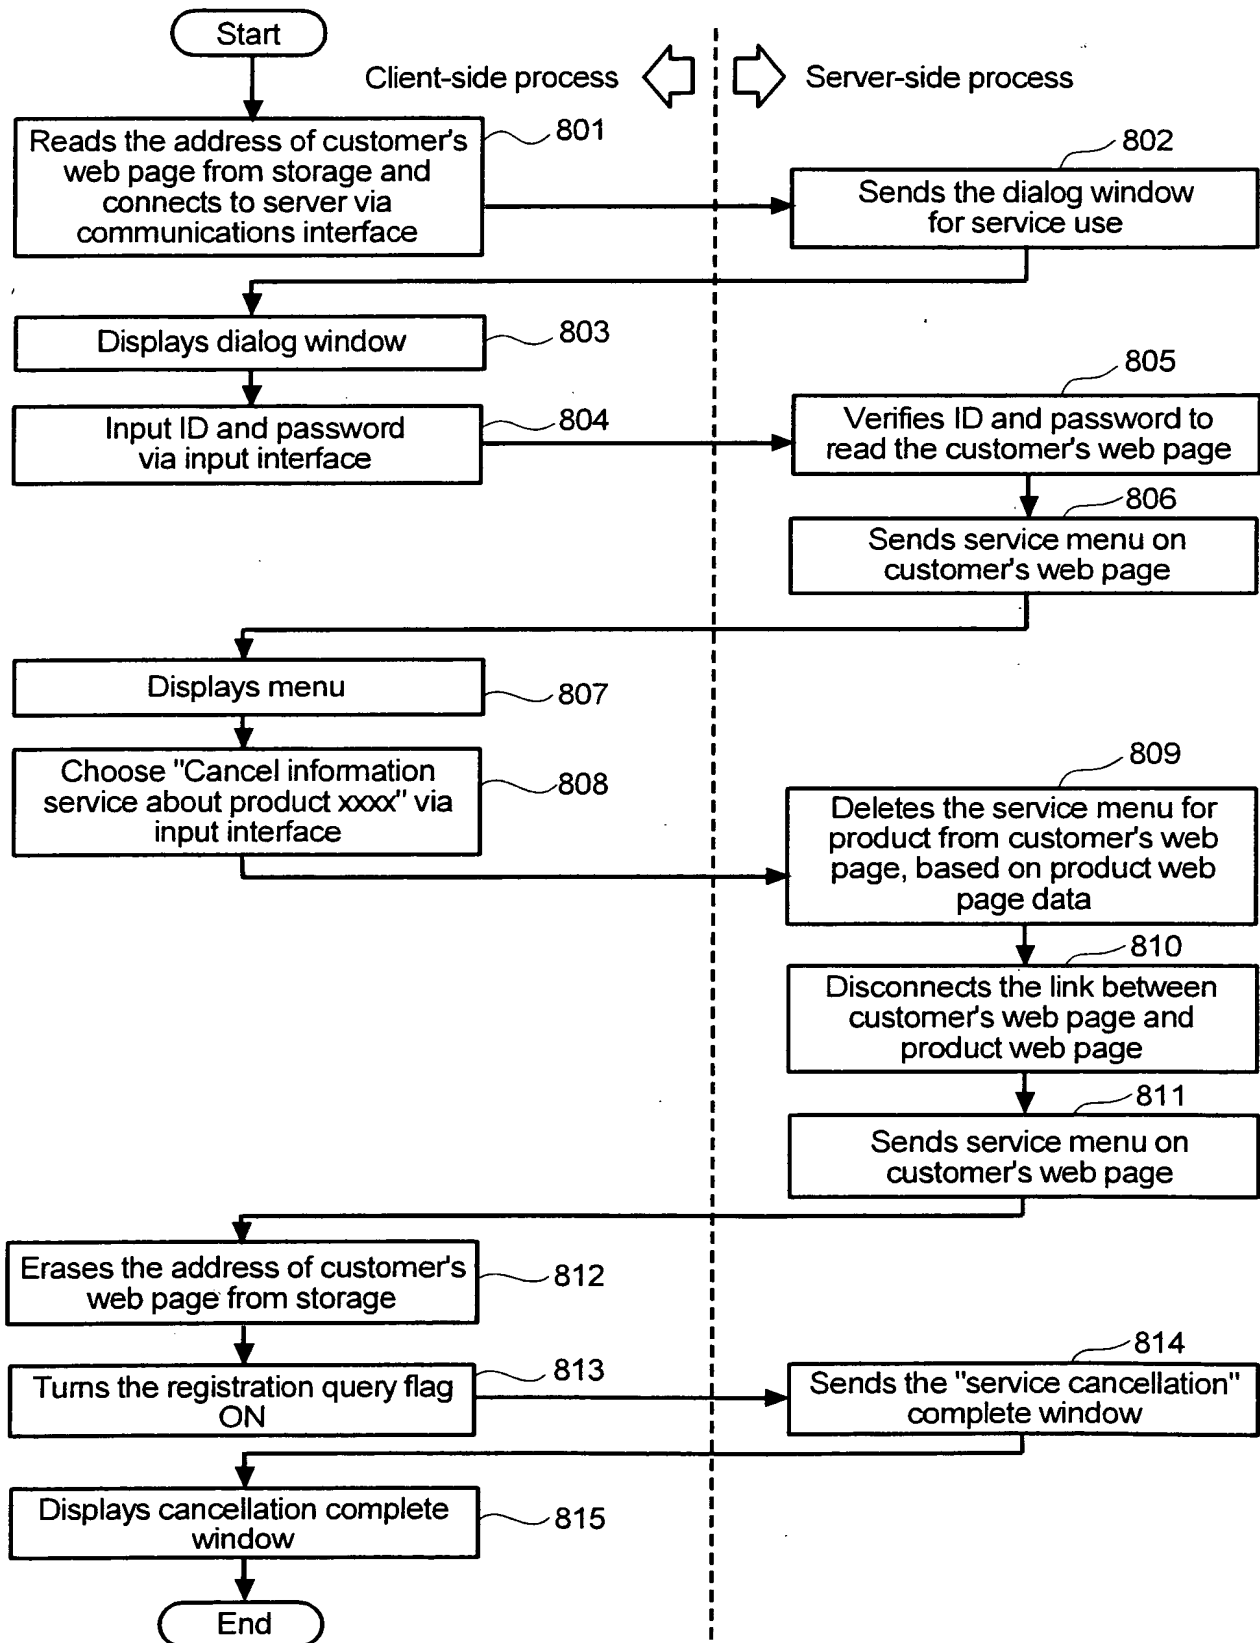 Start
Client-side process
Server-side process
801
Reads the address of customer's
web page from storage and
connects to server via
communications interface
802
Sends the dialog window
for service use
Displays dialog window
803
Input ID and password
via input interface
804
805
Verifies ID and password to
read the customer's web page
806
Sends service menu on
customer's web page
Displays menu
807
Choose "Cancel information
service about product xxxx" via
input interface
808
809
Deletes the service menu for
product from customer's web
page, based on product web
page data
810
Disconnects the link between
customer's web page and
product web page
811
Sends service menu on
customer's web page
Erases the address of customer's
web page from storage
812
Turns the registration query flag
ON
813
814
Sends the "service cancellation"
complete window
Displays cancellation complete
window
815
End